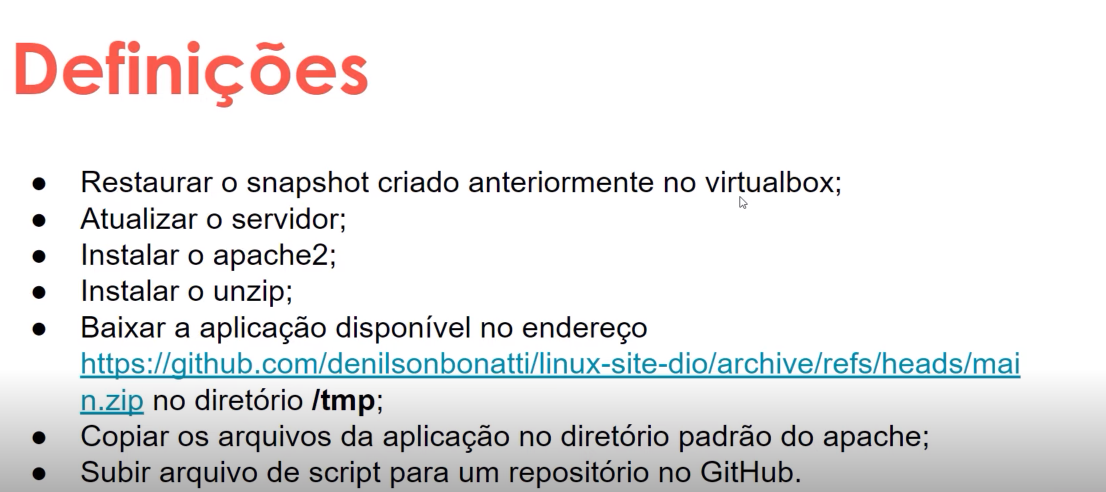 Definições
● Restaurar o snapshot criado anteriormente no virtualbox;
● Atualizar o servidor;
● Instalar o apache2;
● Instalar o unzip;
● Baixar a aplicação disponível no endereço
https://github.com/denilsonbonatti/linux-site-dio/archive/refs/heads/mai
n.zip no diretório /tmp;
● Copiar os arquivos da aplicação no diretório padrão do apache;
● Subir arquivo de script para um repositório no GitHub.